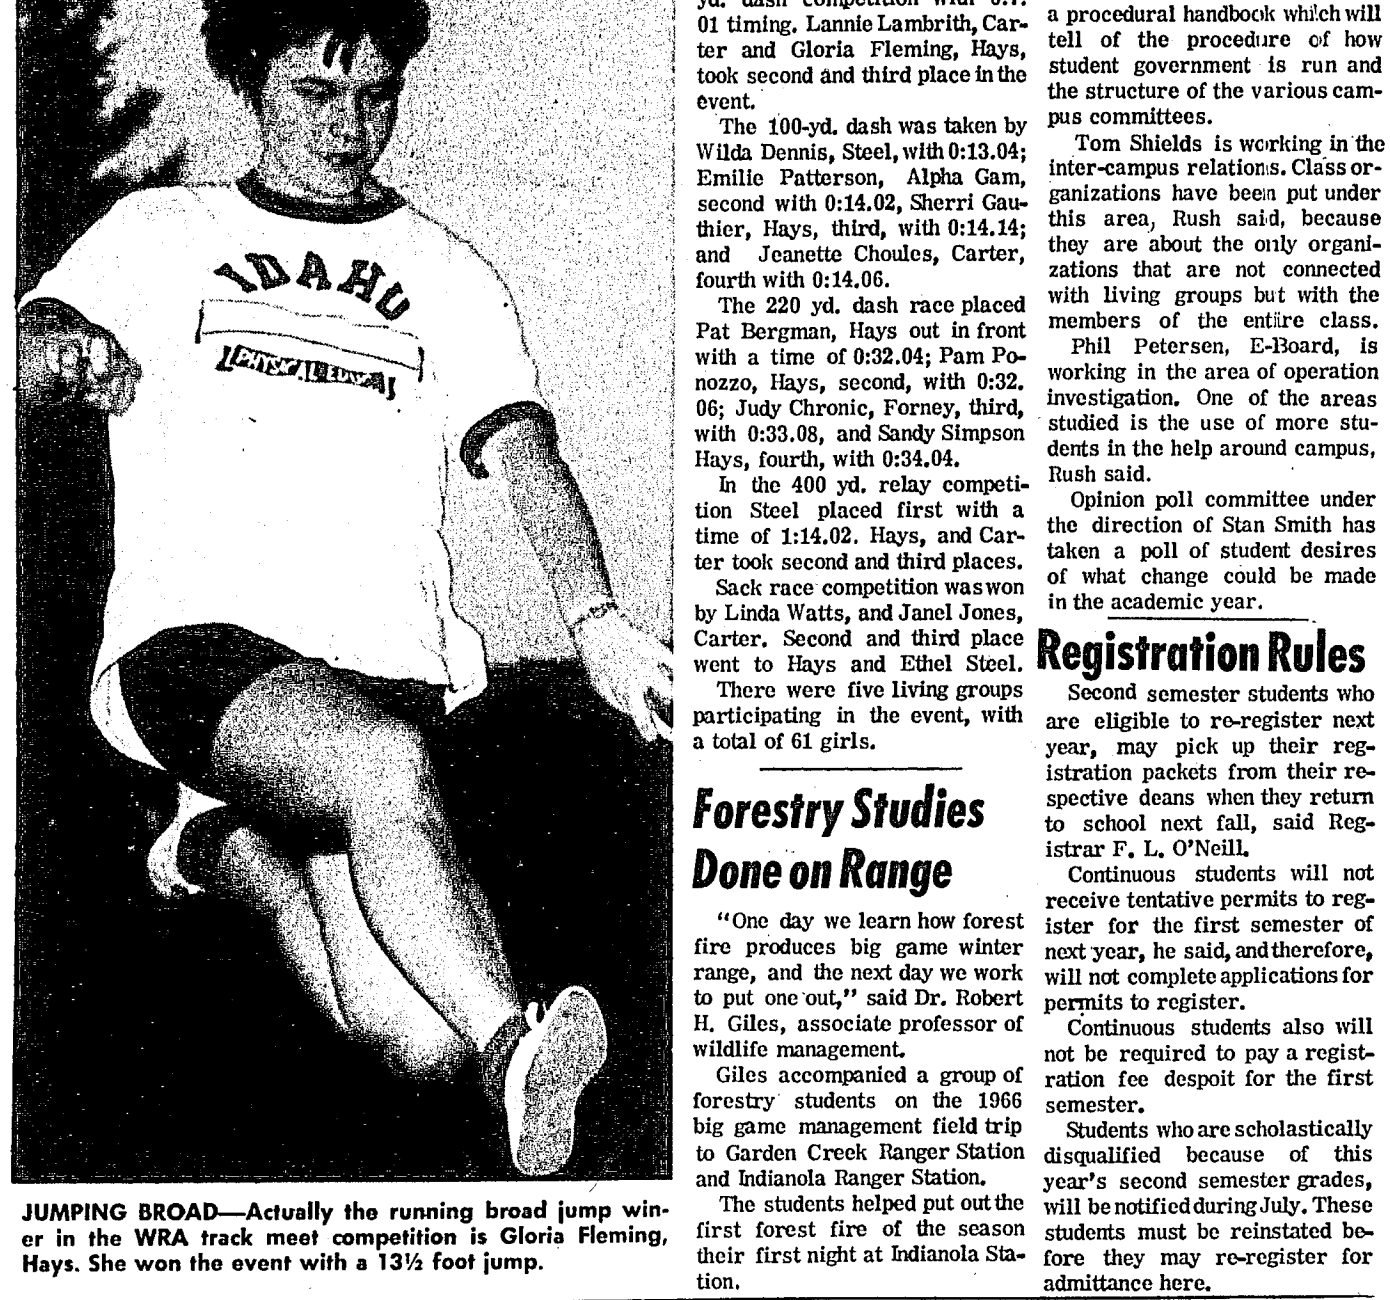 IDAHO
PHYSICAL EDUC.
JUMPING BROAD—Actually the running broad jump win-
er in the WRA track meet competition is Gloria Fleming,
Hays. She won the event with a 13½ foot jump.
yd. dash competition with
01 timing. Lannie Lambrith, Car-
ter and Gloria Fleming, Hays,
took second and third place in the
event.
The 100-yd. dash was taken by
Wilda Dennis, Steel, with 0:13.04;
Emilie Patterson, Alpha Gam,
second with 0:14.02, Sherri Gau-
thier, Hays, third, with 0:14.14;
and Jeanette Choules, Carter,
fourth with 0:14.06.
The 220 yd. dash race placed
Pat Bergman, Hays out in front
with a time of 0:32.04; Pam Po-
nozzo, Hays, second, with 0:32.
06; Judy Chronic, Forney, third,
with 0:33.08, and Sandy Simpson
Hays, fourth, with 0:34.04.
In the 400 yd. relay competi-
tion Steel placed first with a
time of 1:14.02. Hays, and Car-
ter took second and third places.
Sack race competition was won
by Linda Watts, and Janel Jones,
Carter. Second and third place
went to Hays and Ethel Steel.
There were five living groups
participating in the event, with
a total of 61 girls.
Forestry Studies
Done on Range
"One day we learn how forest
fire produces big game winter
range, and the next day we work
to put one out," said Dr. Robert
H. Giles, associate professor of
wildlife management.
Giles accompanied a group of
forestry students on the 1966
big game management field trip
to Garden Creek Ranger Station
and Indianola Ranger Station.
The students helped put out the
first forest fire of the season
their first night at Indianola Sta-
tion.
a procedural handbook which will
tell of the procedure of how
student government is run and
the structure of the various cam-
pus committees.
Tom Shields is working in the
inter-campus relations. Class or-
ganizations have been put under
this area, Rush said, because
they are about the only organi-
zations that are not connected
with living groups but with the
members of the entire class.
Phil Petersen, E-Board, is
working in the area of operation
investigation. One of the areas
studied is the use of more stu-
dents in the help around campus,
Rush said.
Opinion poll committee under
the direction of Stan Smith has
taken a poll of student desires
of what change could be made
in the academic year.
Registration Rules
Second semester students who
are eligible to re-register next
year, may pick up their reg-
istration packets from their re-
spective deans when they return
to school next fall, said Reg-
istrar F. L. O'Neill.
Continuous students will not
receive tentative permits to reg-
ister for the first semester of
next year, he said, and therefore,
will not complete applications for
permits to register.
Continuous students also will
not be required to pay a regist-
ration fee despoit for the first
semester.
Students who are scholastically
disqualified because of this
year's second semester grades,
will be notified during July. These
students must be reinstated be-
fore they may re-register for
admittance here.